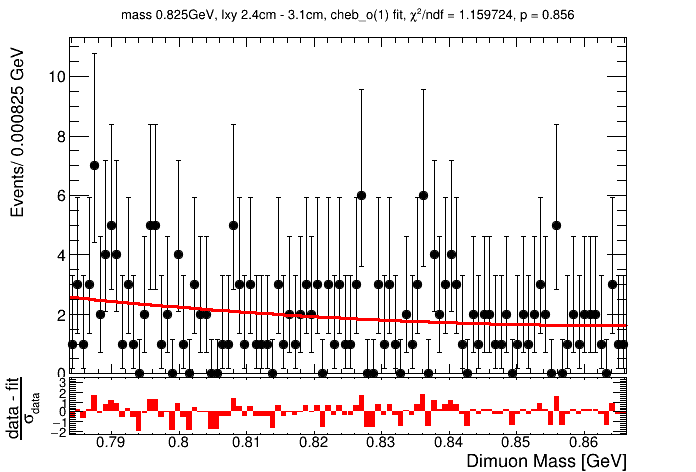 mass 0.825GeV, lxy 2.4cm - 3.1cm, cheb_o(1) fit, χ²/ndf = 1.159724, p = 0.856
Events/ 0.000825 GeV
10
8
6
4
2
0
data - fit
σdata
3
2
1
0
−1
−2
0.79 0.8 0.81 0.82 0.83 0.84 0.85 0.86
Dimuon Mass [GeV]